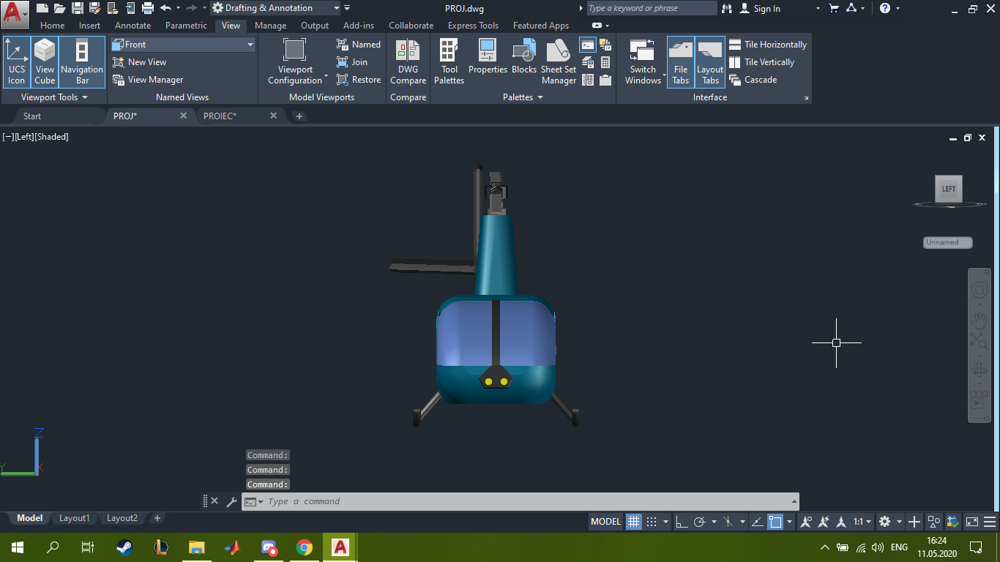 A
Drafting & Annotation
PROJ.dwg
Type a keyword or phrase
Sign In
?
Home Insert Annotate Parametric View Manage Output Add-ins Collaborate Express Tools Featured Apps
UCS
Icon
View
Cube
Navigation
Bar
Viewport Tools
Front
New View
View Manager
Named Views
Viewport
Configuration
Named
Join
Restore
Model Viewports
DWG
Compare
Compare
Tool
Palettes
Properties
Blocks
Sheet Set
Manager
Palettes
Switch
Windows
File
Tabs
Layout
Tabs
Tile Horizontally
Tile Vertically
Cascade
Interface
Start
PROJ*
PROIEC*
[−][Left][Shaded]
LEFT
Unnamed
Z
Y
Command:
Command:
Command:
Type a command
Model Layout1 Layout2
MODEL
1:1
ENG
16:24
11.05.2020